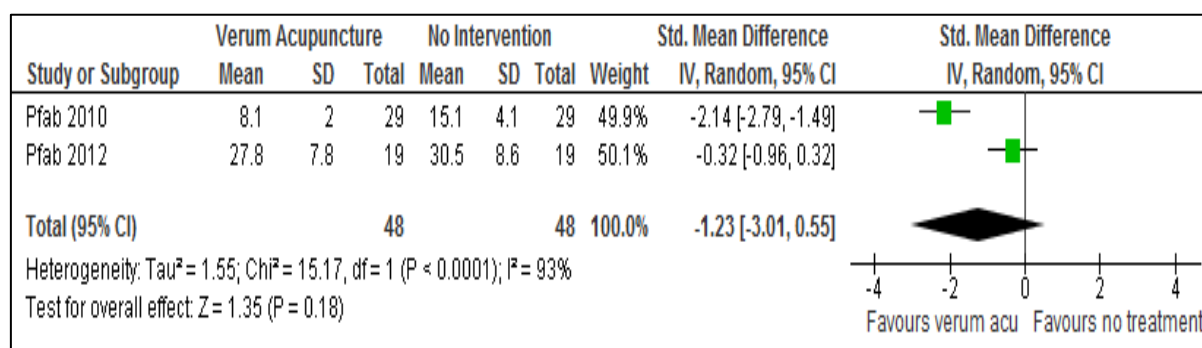 Verum Acupuncture No Intervention Std. Mean Difference Std. Mean Difference
Study or Subgroup Mean SD Total Mean SD Total Weight IV, Random, 95% CI IV, Random, 95% CI
Pfab 2010 8.1 2 29 15.1 4.1 29 49.9% -2.14 [-2.79, -1.49]
Pfab 2012 27.8 7.8 19 30.5 8.6 19 50.1% -0.32 [-0.96, 0.32]
Total (95% CI) 48 48 100.0% -1.23 [-3.01, 0.55]
Heterogeneity: Tau² = 1.55; Chi² = 15.17, df = 1 (P < 0.0001); I² = 93%
Test for overall effect: Z = 1.35 (P = 0.18)
-4 -2 0 2 4
Favours verum acu Favours no treatment